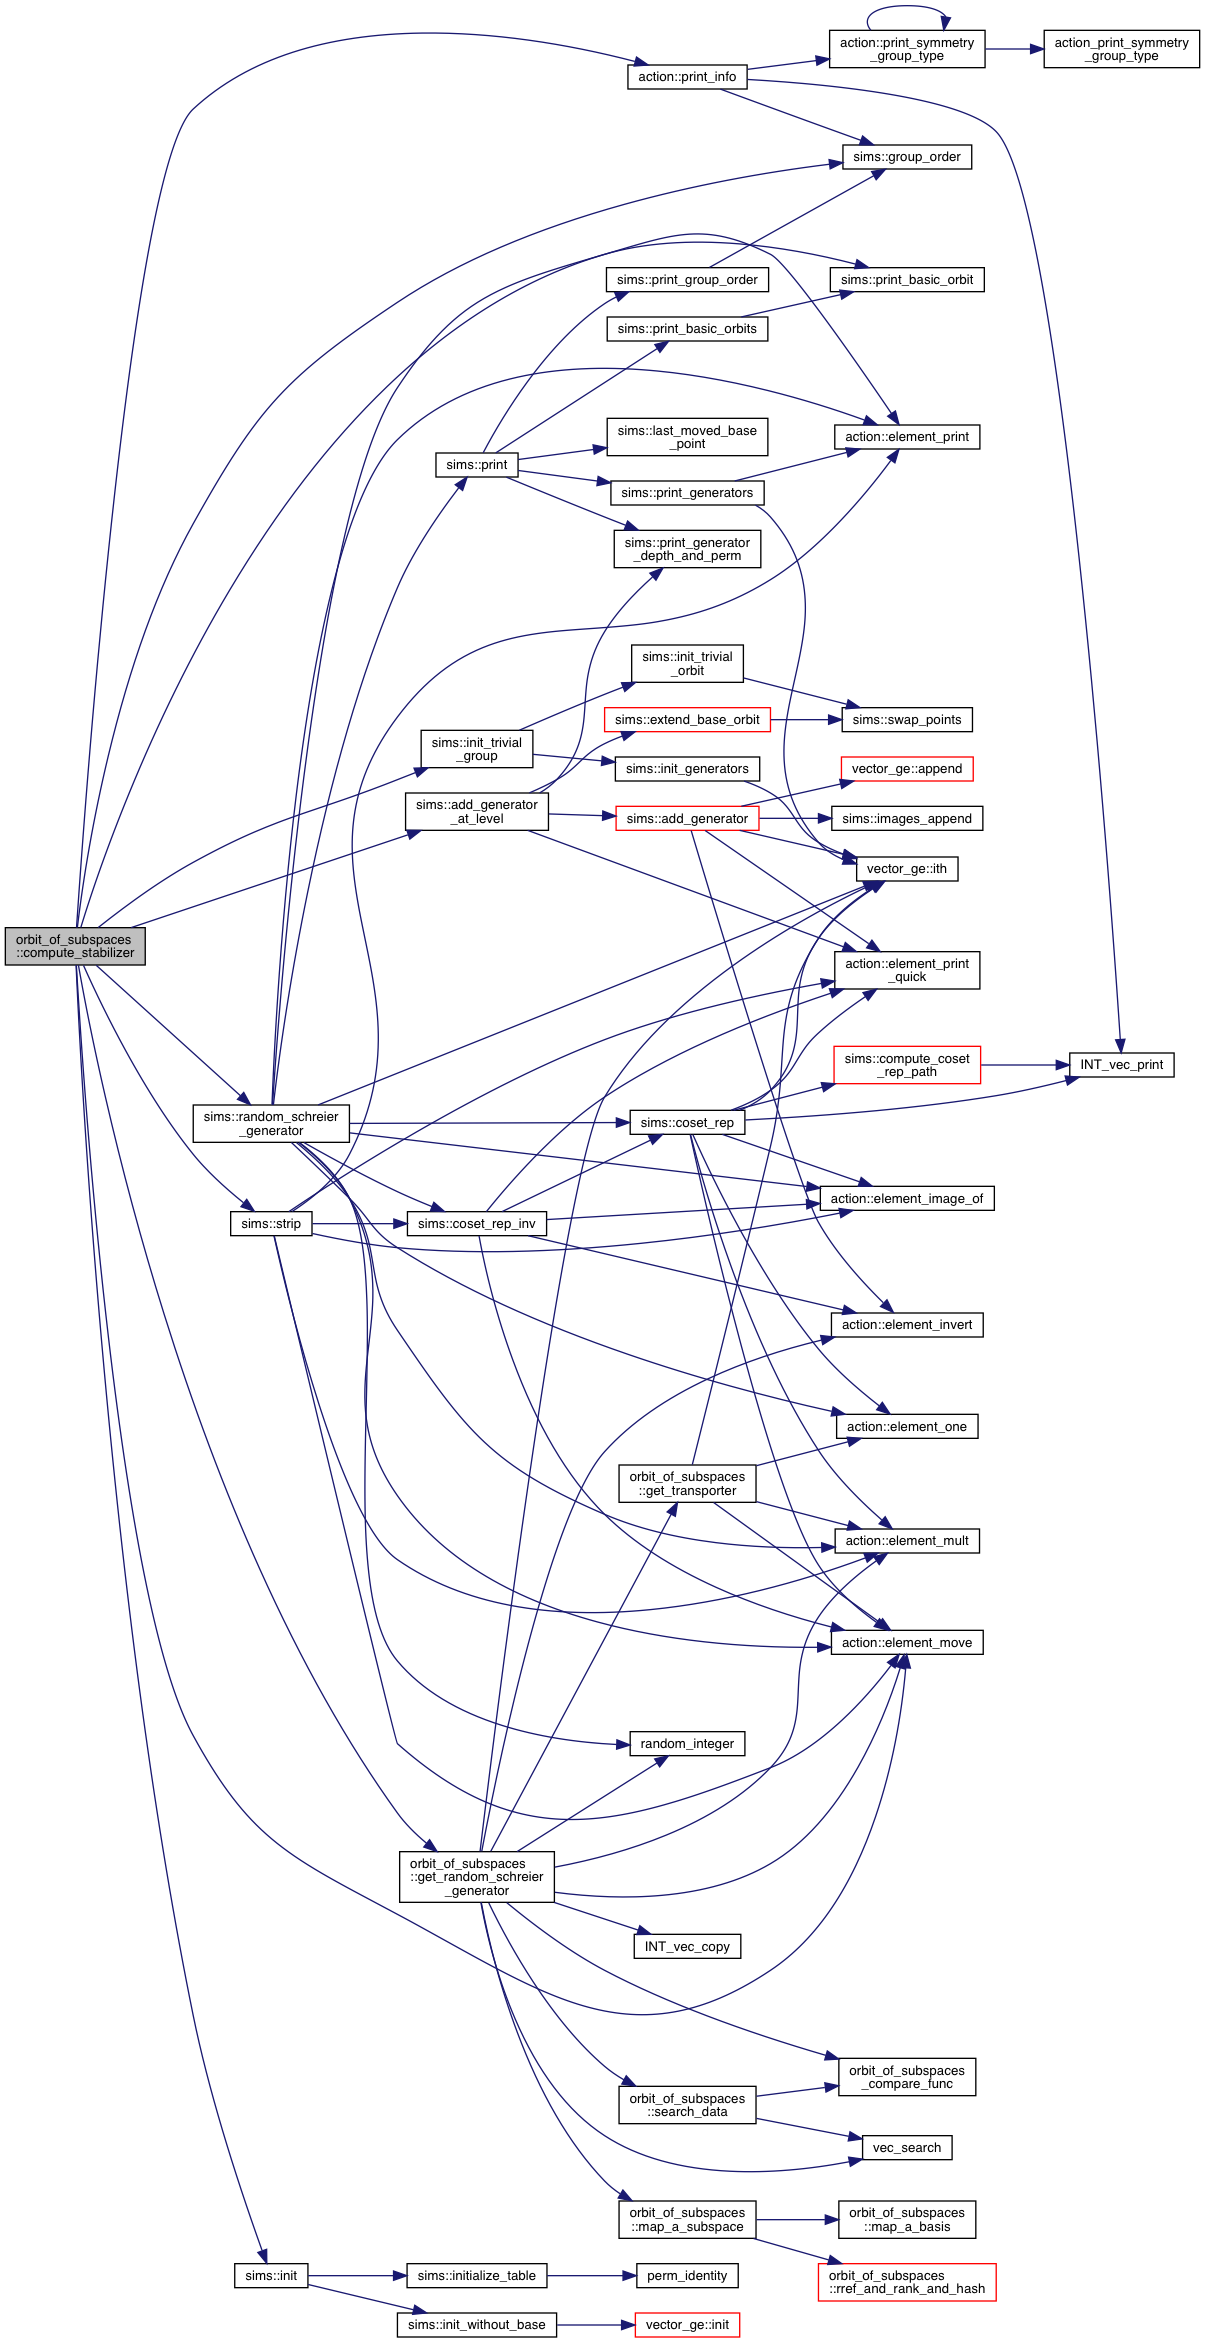 action::print_symmetry
_group_type
action_print_symmetry
_group_type
action::print_info
sims::group_order
sims::print_group_order
sims::print_basic_orbit
sims::print_basic_orbits
sims::last_moved_base
_point
action::element_print
sims::print
sims::print_generators
sims::print_generator
_depth_and_perm
sims::init_trivial
_orbit
sims::extend_base_orbit
sims::swap_points
sims::init_trivial
_group
sims::init_generators
vector_ge::append
sims::add_generator
_at_level
sims::add_generator
sims::images_append
vector_ge::ith
orbit_of_subspaces
::compute_stabilizer
action::element_print
_quick
sims::compute_coset
_rep_path
INT_vec_print
sims::random_schreier
_generator
sims::coset_rep
action::element_image_of
sims::strip
sims::coset_rep_inv
action::element_invert
action::element_one
orbit_of_subspaces
::get_transporter
action::element_mult
action::element_move
random_integer
orbit_of_subspaces
::get_random_schreier
_generator
INT_vec_copy
orbit_of_subspaces
_compare_func
orbit_of_subspaces
::search_data
vec_search
orbit_of_subspaces
::map_a_subspace
orbit_of_subspaces
::map_a_basis
orbit_of_subspaces
::rref_and_rank_and_hash
sims::init
sims::initialize_table
perm_identity
sims::init_without_base
vector_ge::init